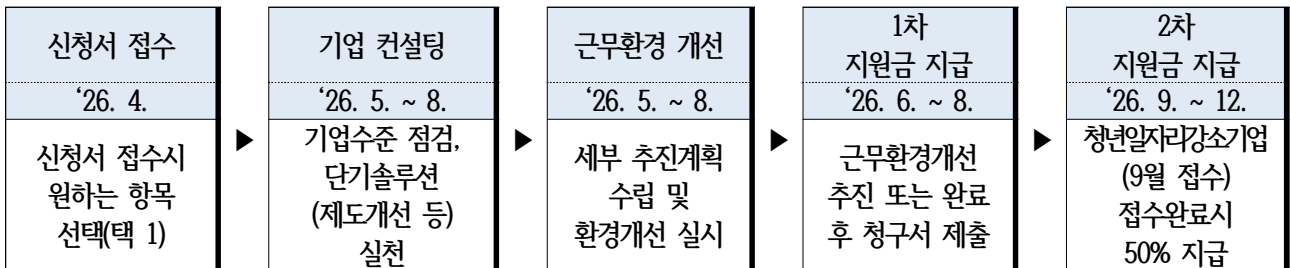 신청서 접수
‘26. 4.
신청서 접수시
원하는 항목
선택(택 1)
▶
기업 컨설팅
‘26. 5. ~ 8.
기업수준 점검,
단기솔루션
(제도개선 등)
실천
▶
근무환경 개선
‘26. 5. ~ 8.
세부 추진계획
수립 및
환경개선 실시
▶
1차
지원금 지급
‘26. 6. ~ 8.
근무환경개선
추진 또는 완료
후 청구서 제출
▶
2차
지원금 지급
‘26. 9. ~ 12.
청년일자리강소기업
(9월 접수)
접수완료시
50% 지급